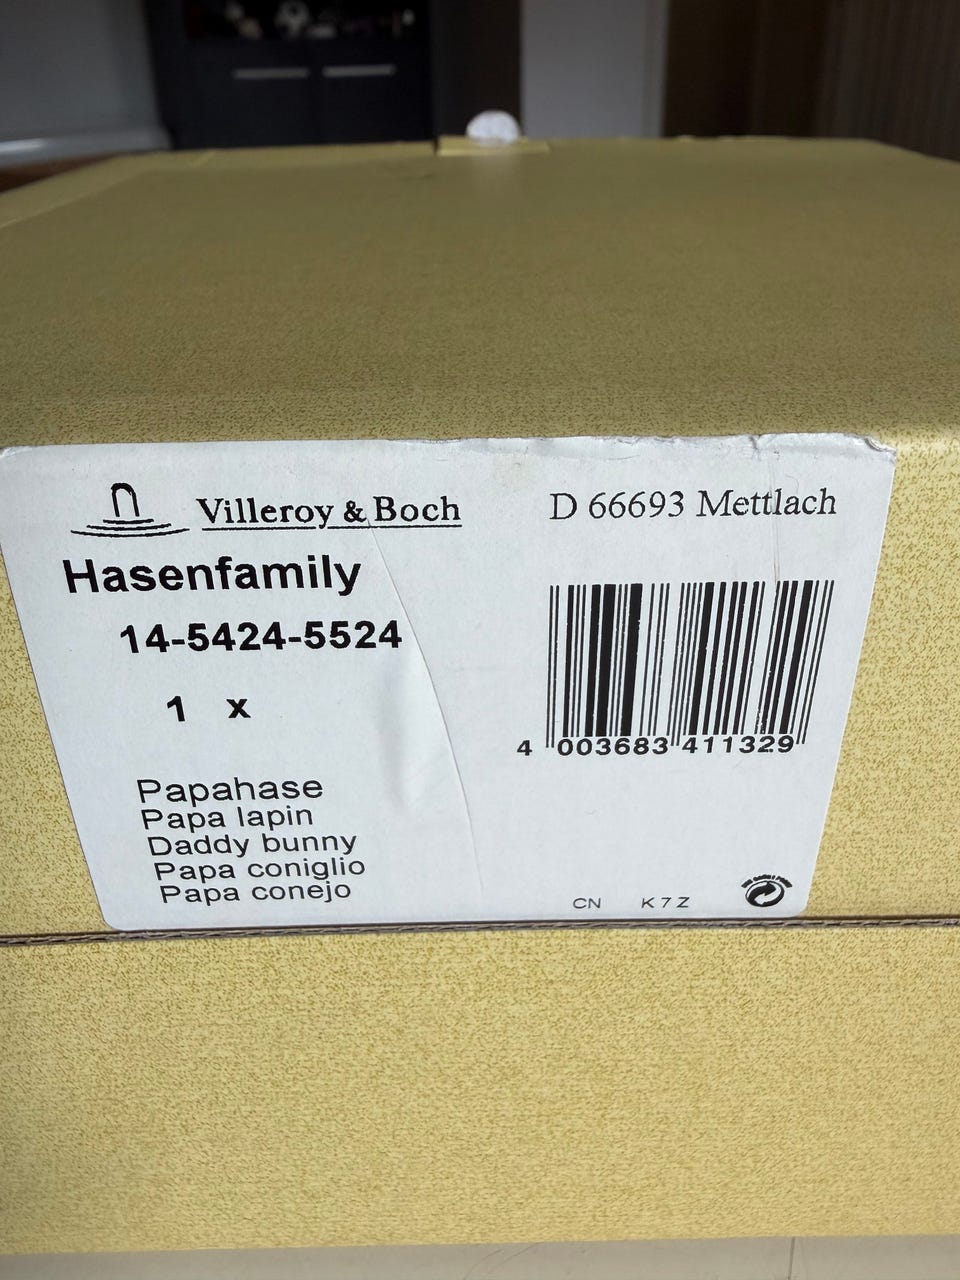 Villeroy & Boch
D 66693 Mettlach
Hasenfamily
14-5424-5524
1 x
4 003683 411329
Papahase
Papa lapin
Daddy bunny
Papa coniglio
Papa conejo
CN K7Z